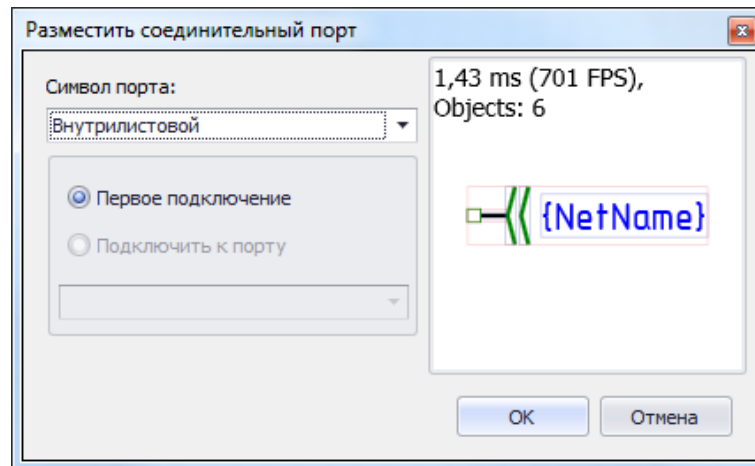 Разместить соединительный порт
Символ порта:
Внутрилистовой
Первое подключение
Подключить к порту
1,43 ms (701 FPS),
Objects: 6
{NetName}
OK
Отмена